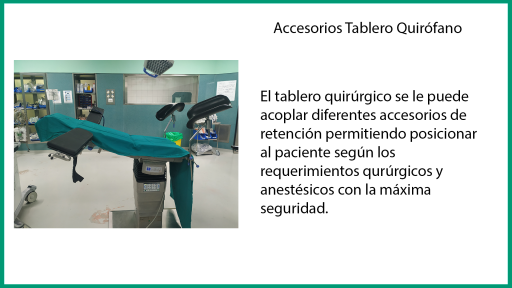 Accesorios Tablero Quirófano
El tablero quirúrgico se le puede
acoplar diferentes accesorios de
retención permitiendo posicionar
al paciente según los
requerimientos qurúrgicos y
anestésicos con la máxima
seguridad.